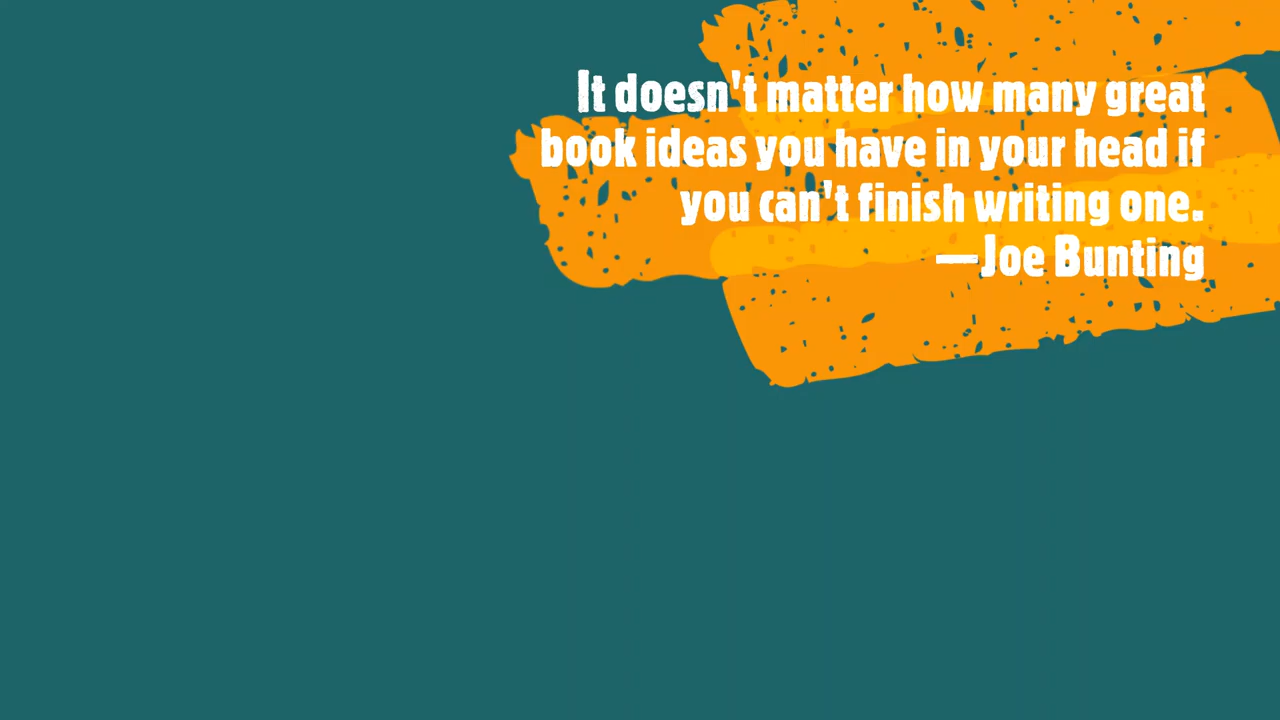 It doesn't matter how many great
book ideas you have in your head if
you can't finish writing one.
—Joe Bunting